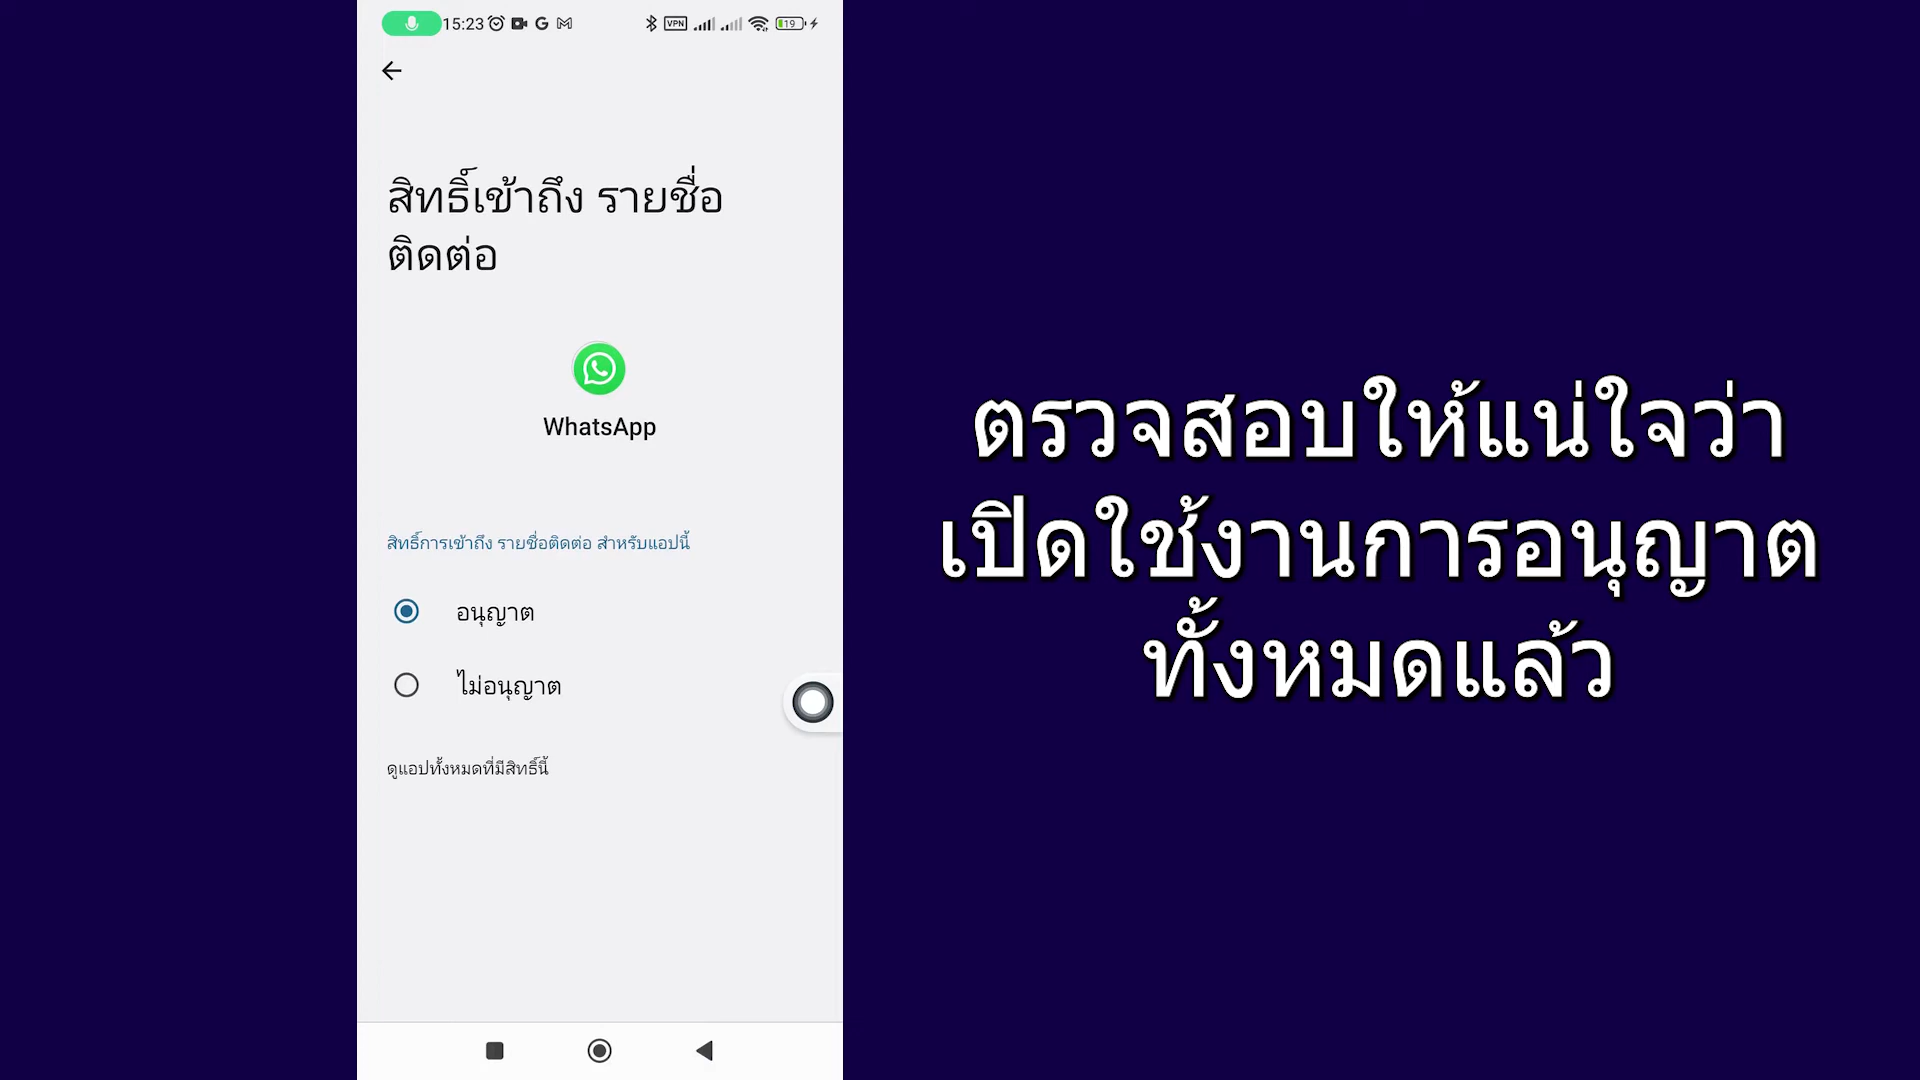 15:23
VPN
19
สิทธิ์เข้าถึง รายชื่อ
ติดต่อ
WhatsApp
สิทธิ์การเข้าถึง รายชื่อติดต่อ สำหรับแอปนี้
อนุญาต
ไม่อนุญาต
ดูแอปทั้งหมดที่มีสิทธิ์นี้
ตรวจสอบให้แน่ใจว่า
เปิดใช้งานการอนุญาต
ทั้งหมดแล้ว